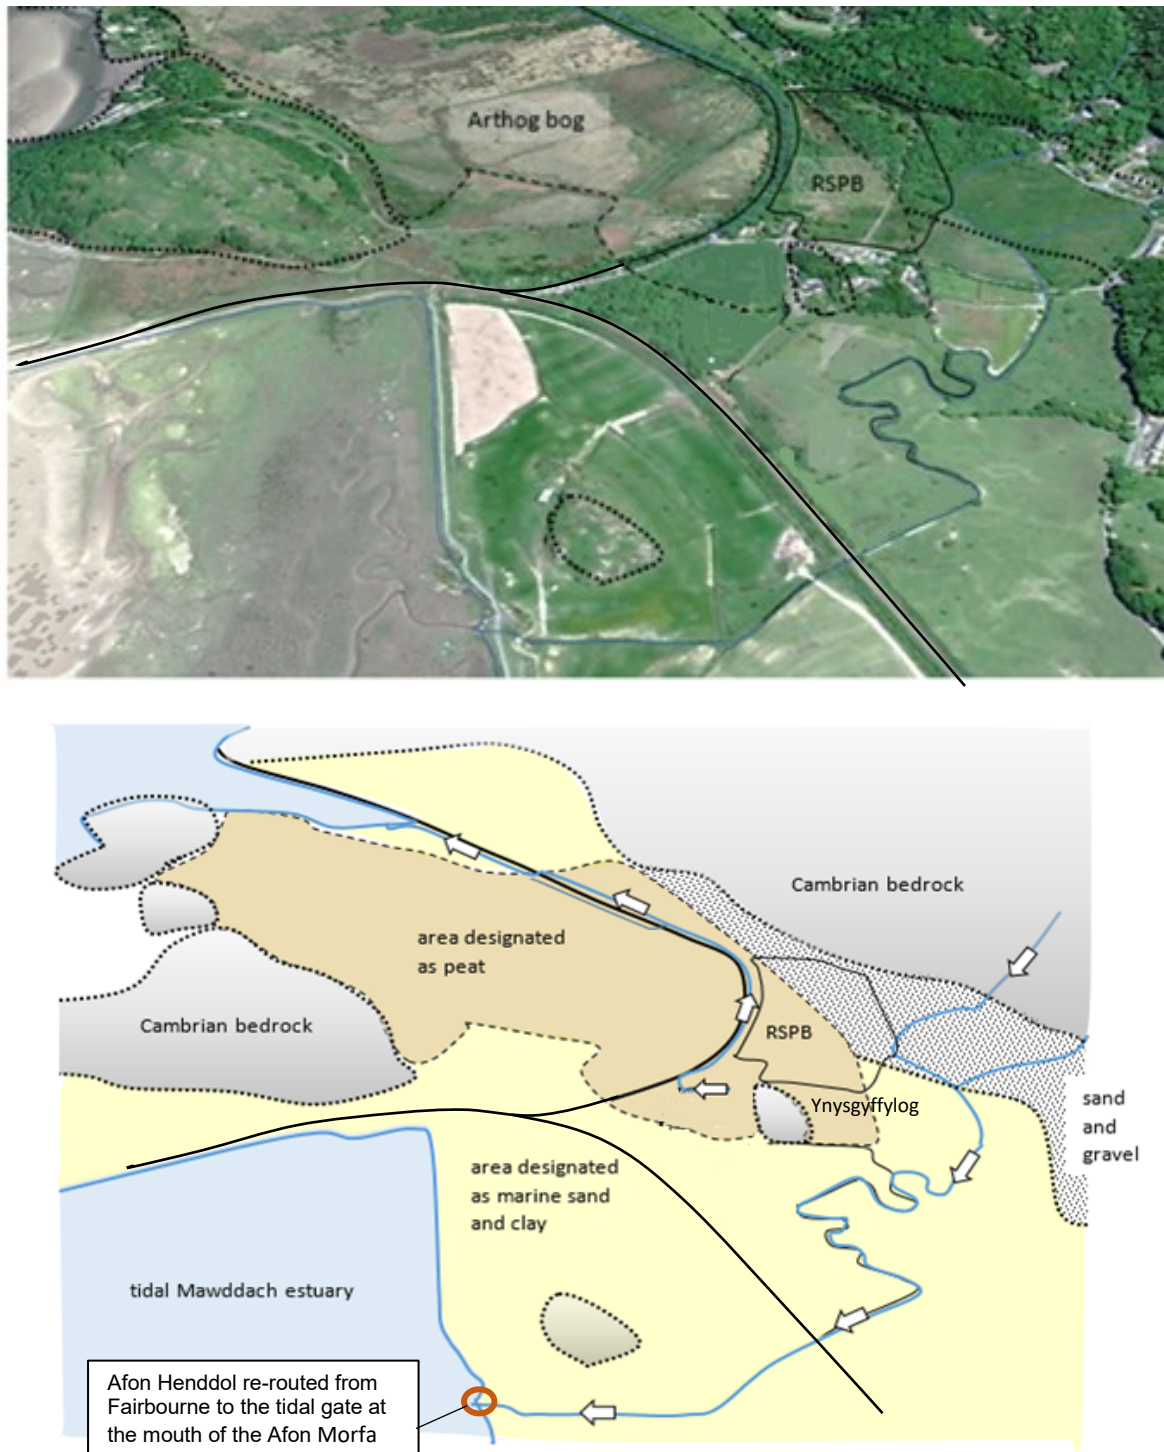 Arthog bog
RSPB
Cambrian bedrock
area designated
as peat
Cambrian bedrock
RSPB
Ynysgyffylog
sand
and
gravel
area designated
as marine sand
and clay
tidal Mawddach estuary
Afon Henddol re-routed from
Fairbourne to the tidal gate at
the mouth of the Afon Morfa